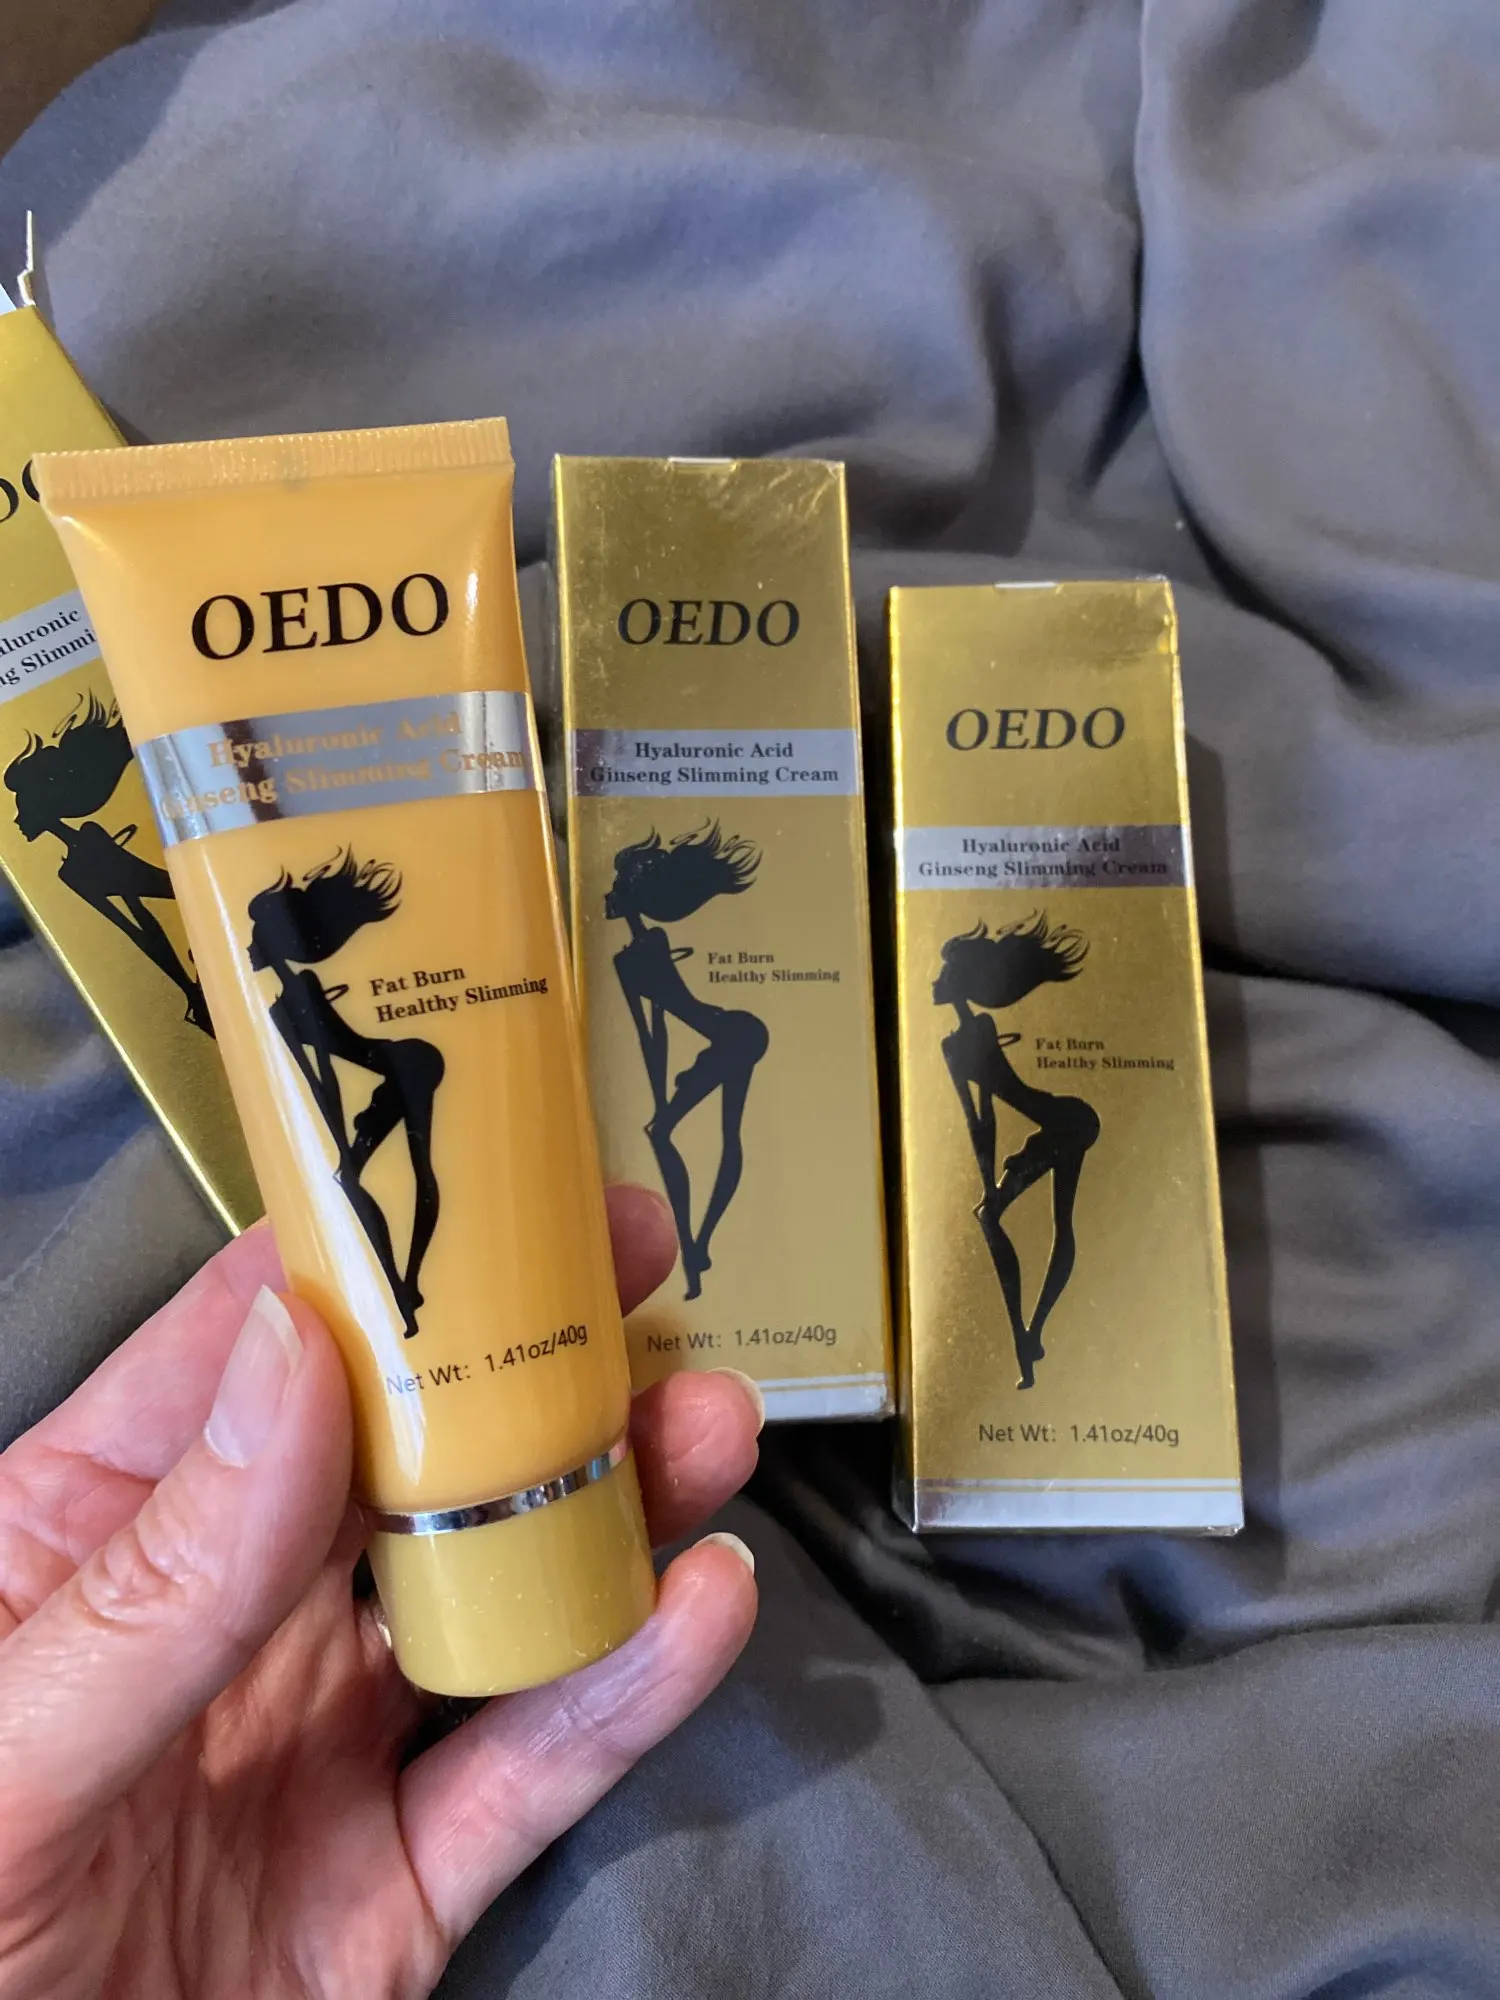 OEDO
Hyaluronic Acid
Ginseng Slimming Cream
Fat Burn
Healthy Slimming
Net Wt: 1.41oz/40g
OEDO
Hyaluronic Acid
Ginseng Slimming Cream
Fat Burn
Healthy Slimming
Net Wt: 1.41oz/40g
OEDO
Hyaluronic Acid
Ginseng Slimming Cream
Fat Burn
Healthy Slimming
Net Wt: 1.41oz/40g